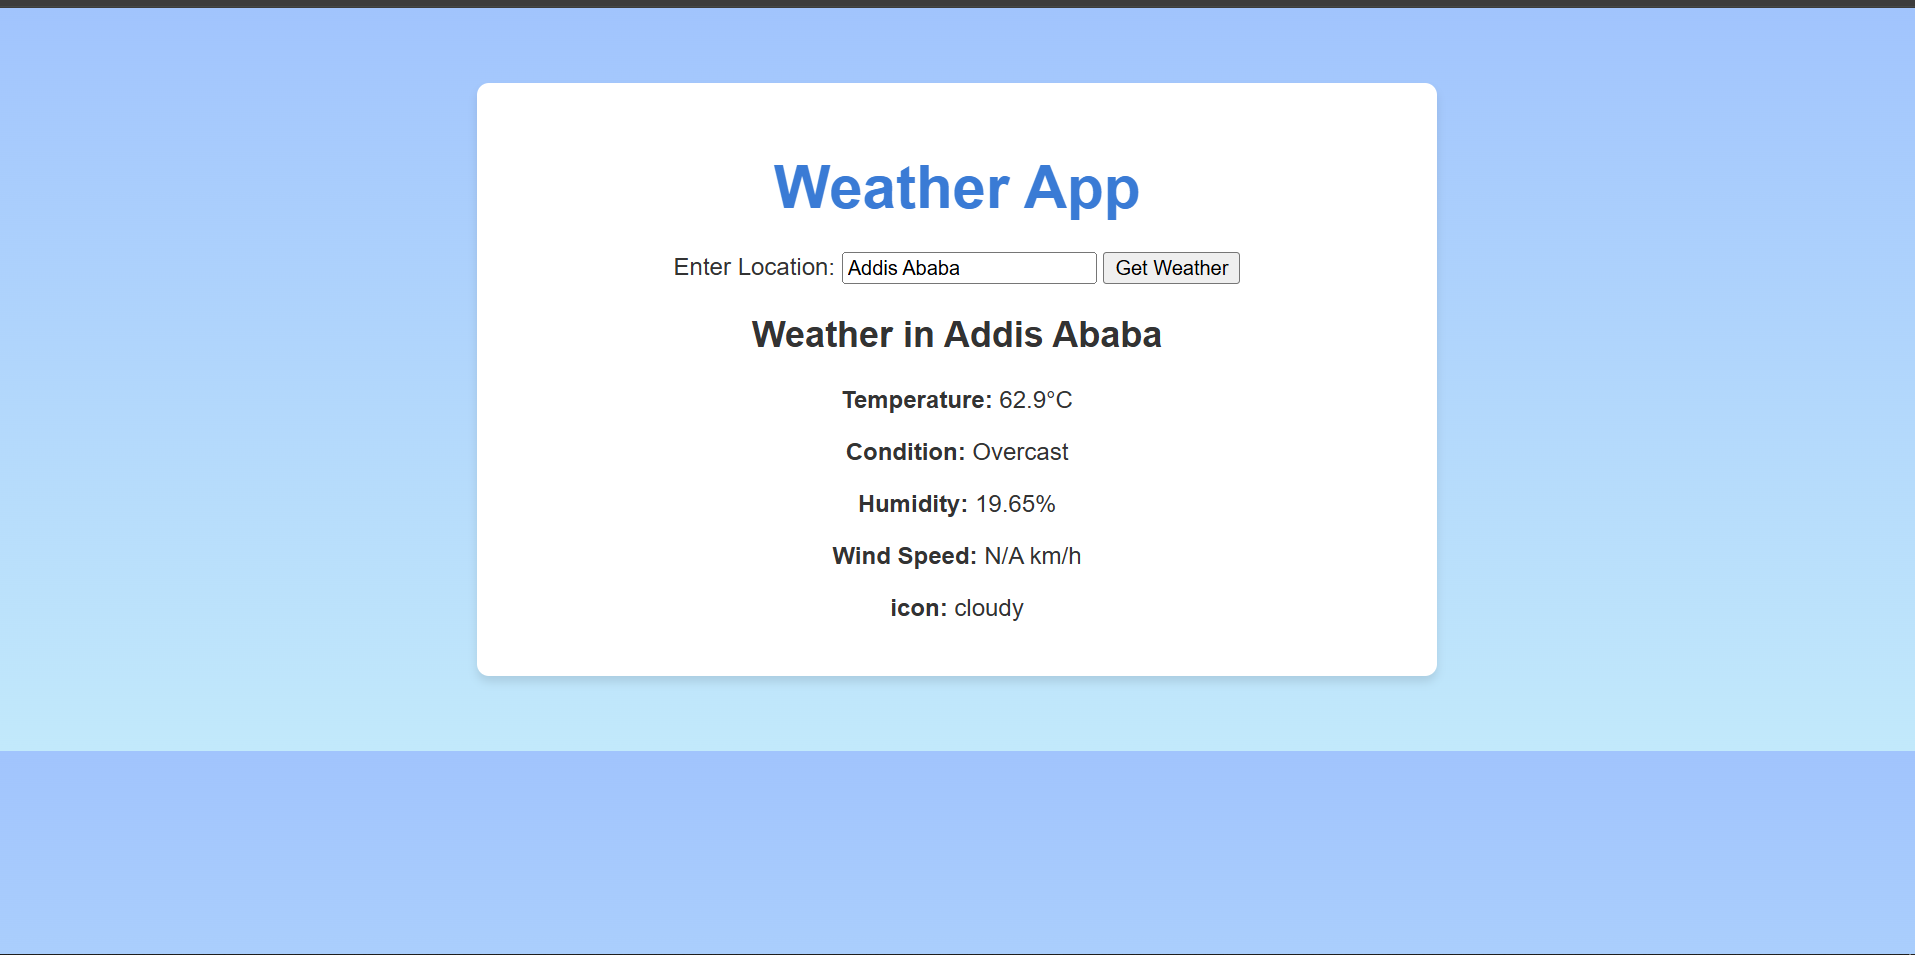 Weather App
Enter Location: Addis Ababa Get Weather
Weather in Addis Ababa
Temperature: 62.9°C
Condition: Overcast
Humidity: 19.65%
Wind Speed: N/A km/h
icon: cloudy